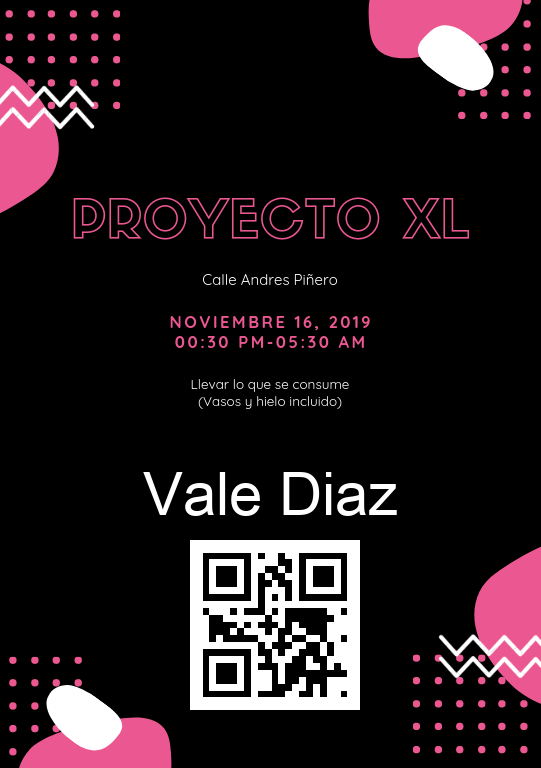 PROYECTO XL
Calle Andres Piñero
NOVIEMBRE 16, 2019
00:30 PM-05:30 AM
Llevar lo que se consume
(Vasos y hielo incluido)
Vale Diaz